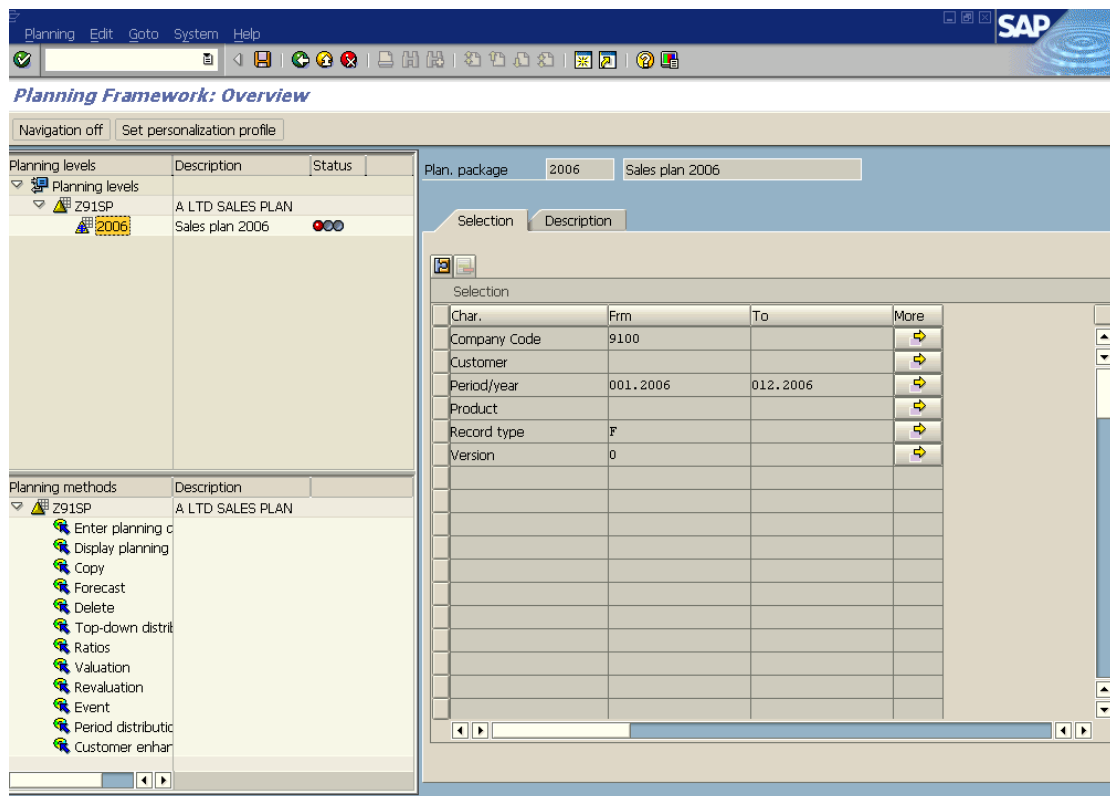 Planning Edit Goto System Help
SAP
Planning Framework: Overview
Navigation off Set personalization profile
Planning levels Description Status
Planning levels
Z91SP A LTD SALES PLAN
2006 Sales plan 2006
Planning methods Description
Z91SP A LTD SALES PLAN
Enter planning d
Display planning
Copy
Forecast
Delete
Top-down distrib
Ratios
Valuation
Revaluation
Event
Period distributio
Customer enhan
Plan. package 2006 Sales plan 2006
Selection Description
Selection
Char. Frm To More
Company Code 9100
Customer
Period/year 001.2006 012.2006
Product
Record type F
Version 0